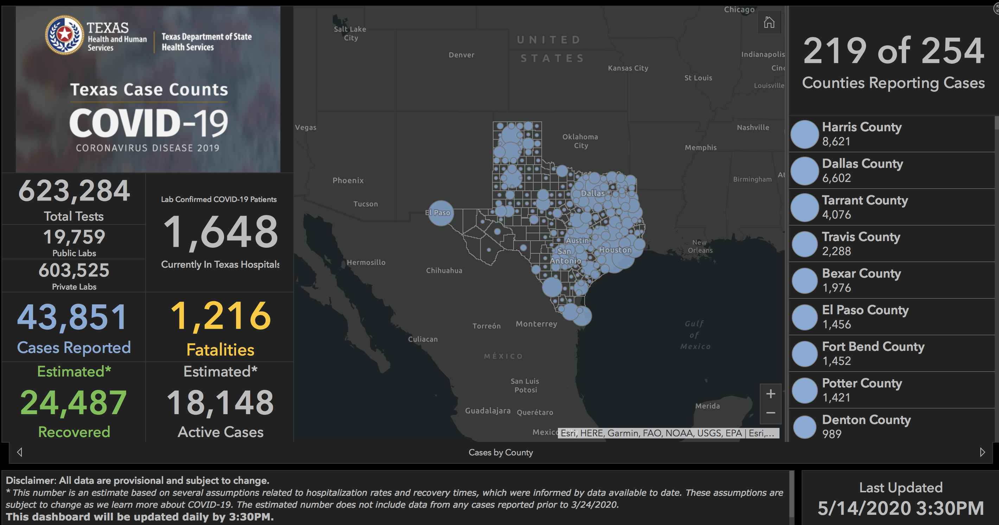 TEXAS
Health and Human
Services
Texas Department of State
Health Services
Texas Case Counts
COVID-19
CORONAVIRUS DISEASE 2019
623,284
Total Tests
19,759
Public Labs
603,525
Private Labs
Lab Confirmed COVID-19 Patients
1,648
Currently In Texas Hospitals
43,851
Cases Reported
1,216
Fatalities
Estimated*
24,487
Recovered
Estimated*
18,148
Active Cases
Chicago
Salt Lake
City
UNITED
STATES
Denver
Indianapolis
Kansas City
Cinc
St Louis
Louisville
Vegas
Nashville
Oklahoma
City
Memphis
Phoenix
Birmingham
At
Dallas
Tucson
El Paso
Austin
New
Orleans
San
Antonio
Houston
Hermosillo
Chihuahua
Torreón
Monterrey
Gulf
of
Mexico
Culiacan
MÉXICO
San Luis
Potosi
Guadalajara
Querétaro
Merida
Mexico
Esri, HERE, Garmin, FAO, NOAA, USGS, EPA | Esri,...
+
−
219 of 254
Counties Reporting Cases
Harris County
8,621
Dallas County
6,602
Tarrant County
4,076
Travis County
2,288
Bexar County
1,976
El Paso County
1,456
Fort Bend County
1,452
Potter County
1,421
Denton County
989
Cases by County
Disclaimer: All data are provisional and subject to change.
* This number is an estimate based on several assumptions related to hospitalization rates and recovery times, which were informed by data available to date. These assumptions are
subject to change as we learn more about COVID-19. The estimated number does not include data from any cases reported prior to 3/24/2020.
This dashboard will be updated daily by 3:30PM.
Last Updated
5/14/2020 3:30PM